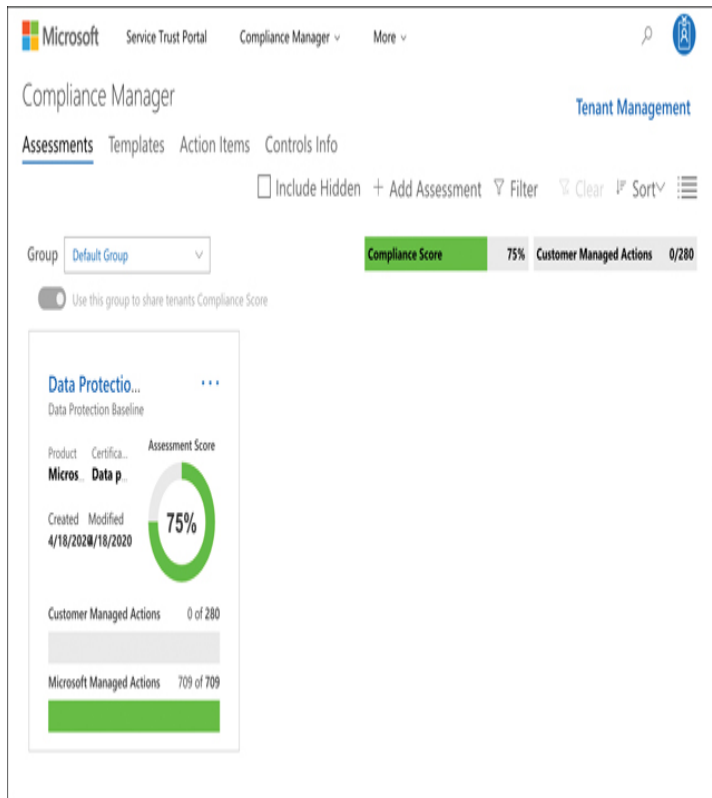 Microsoft Service Trust Portal Compliance Manager More
Compliance Manager
Tenant Management
Assessments Templates Action Items Controls Info
Include Hidden + Add Assessment Filter Clear Sort
Group Default Group Compliance Score 75% Customer Managed Actions 0/280
Use this group to share tenants Compliance Score
Data Protectio... ...
Data Protection Baseline
Product Certifica... Assessment Score
Micros... Data p...
75%
Created Modified
4/18/2020 4/18/2020
Customer Managed Actions 0 of 280
Microsoft Managed Actions 709 of 709